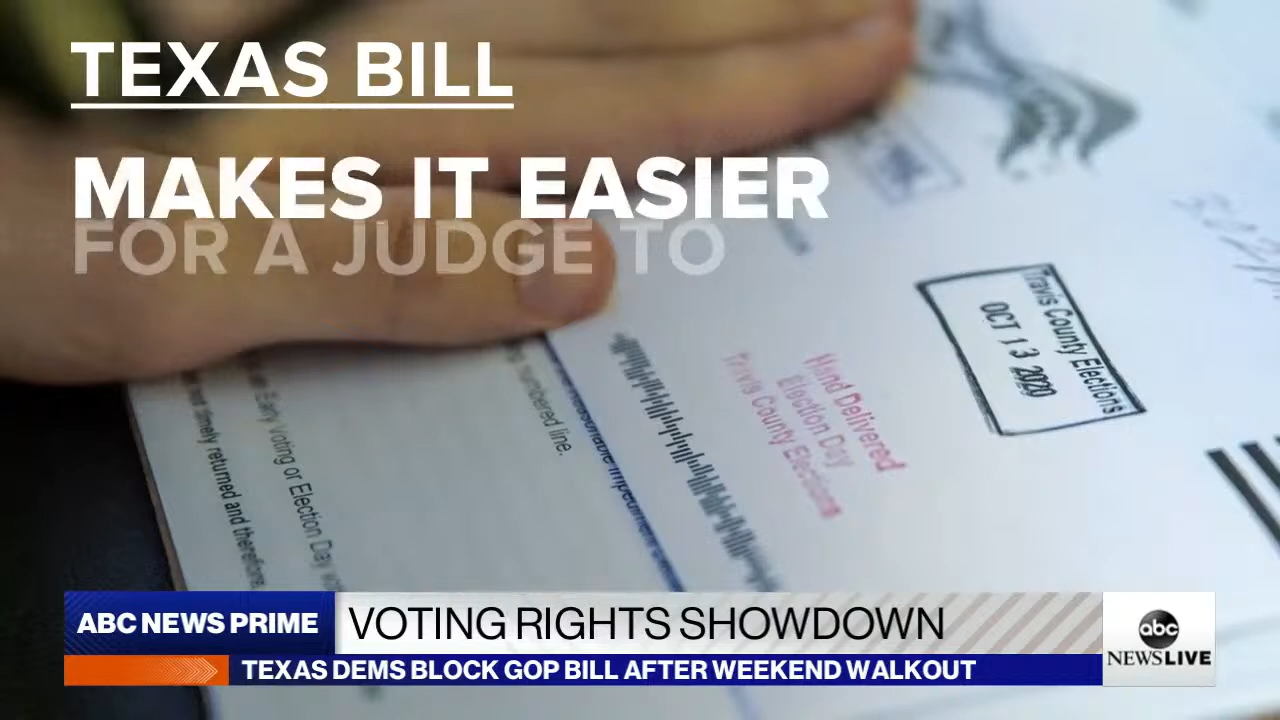 TEXAS BILL
MAKES IT EASIER
FOR A JUDGE TO
Travis County Elections
OCT 13 2020
Hand Delivered
Election Day
Travis County Elections
numbered line.
Early Voting or Election Day
not timely returned and therefore,
ABC NEWS PRIME
VOTING RIGHTS SHOWDOWN
abc
NEWSLIVE
TEXAS DEMS BLOCK GOP BILL AFTER WEEKEND WALKOUT